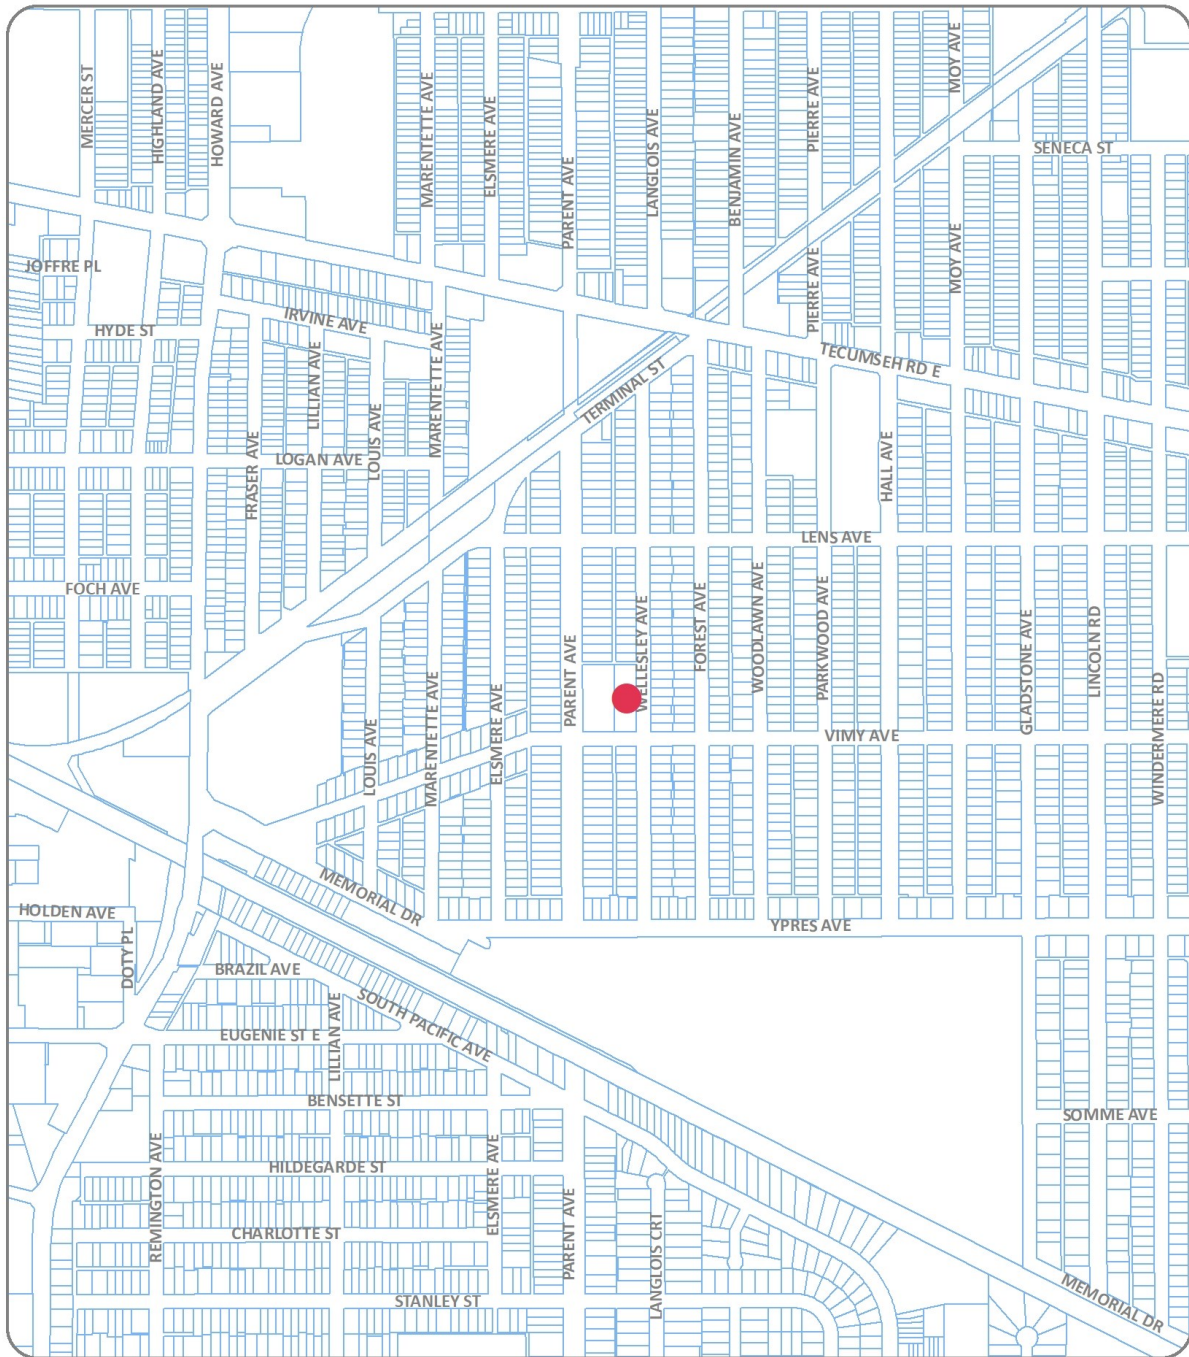 MERCER ST
HIGHLAND AVE
HOWARD AVE
MARENTETTE AVE
ELSMERE AVE
PARENT AVE
LANGLOIS AVE
BENJAMIN AVE
PIERRE AVE
MOY AVE
SENECA ST
JOFFRE PL
HYDE ST
IRVINE AVE
LILLIAN AVE
LOUIS AVE
MARENTETTE AVE
TERMINAL ST
PIERRE AVE
MOY AVE
TECUMSEH RD E
FRASER AVE
LOGAN AVE
HALL AVE
LENS AVE
FOCH AVE
PARENT AVE
WELLESLEY AVE
FOREST AVE
WOODLAWN AVE
PARKWOOD AVE
GLADSTONE AVE
LINCOLN RD
WINDERMERE RD
LOUIS AVE
MARENTETTE AVE
ELSMERE AVE
VIMY AVE
MEMORIAL DR
HOLDEN AVE
DOTY PL
YPRES AVE
BRAZIL AVE
SOUTH PACIFIC AVE
EUGENIE ST E
LILLIAN AVE
BENSETTE ST
SOMME AVE
REMINGTON AVE
HILDEGARDE ST
ELSMERE AVE
CHARLOTTE ST
PARENT AVE
LANGLOIS CRT
STANLEY ST
MEMORIAL DR